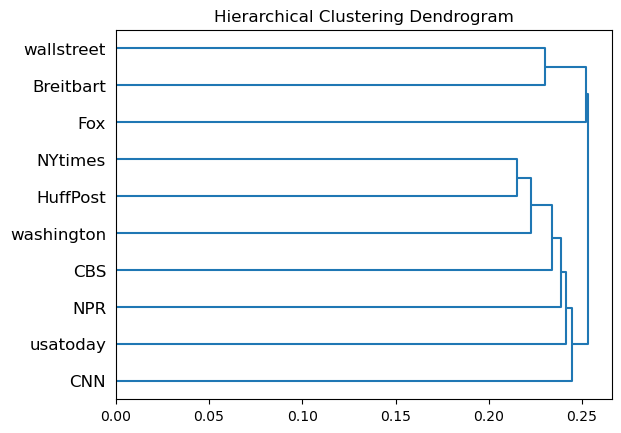 Hierarchical Clustering Dendrogram
wallstreet
Breitbart
Fox
NYtimes
HuffPost
washington
CBS
NPR
usatoday
CNN
0.00 0.05 0.10 0.15 0.20 0.25